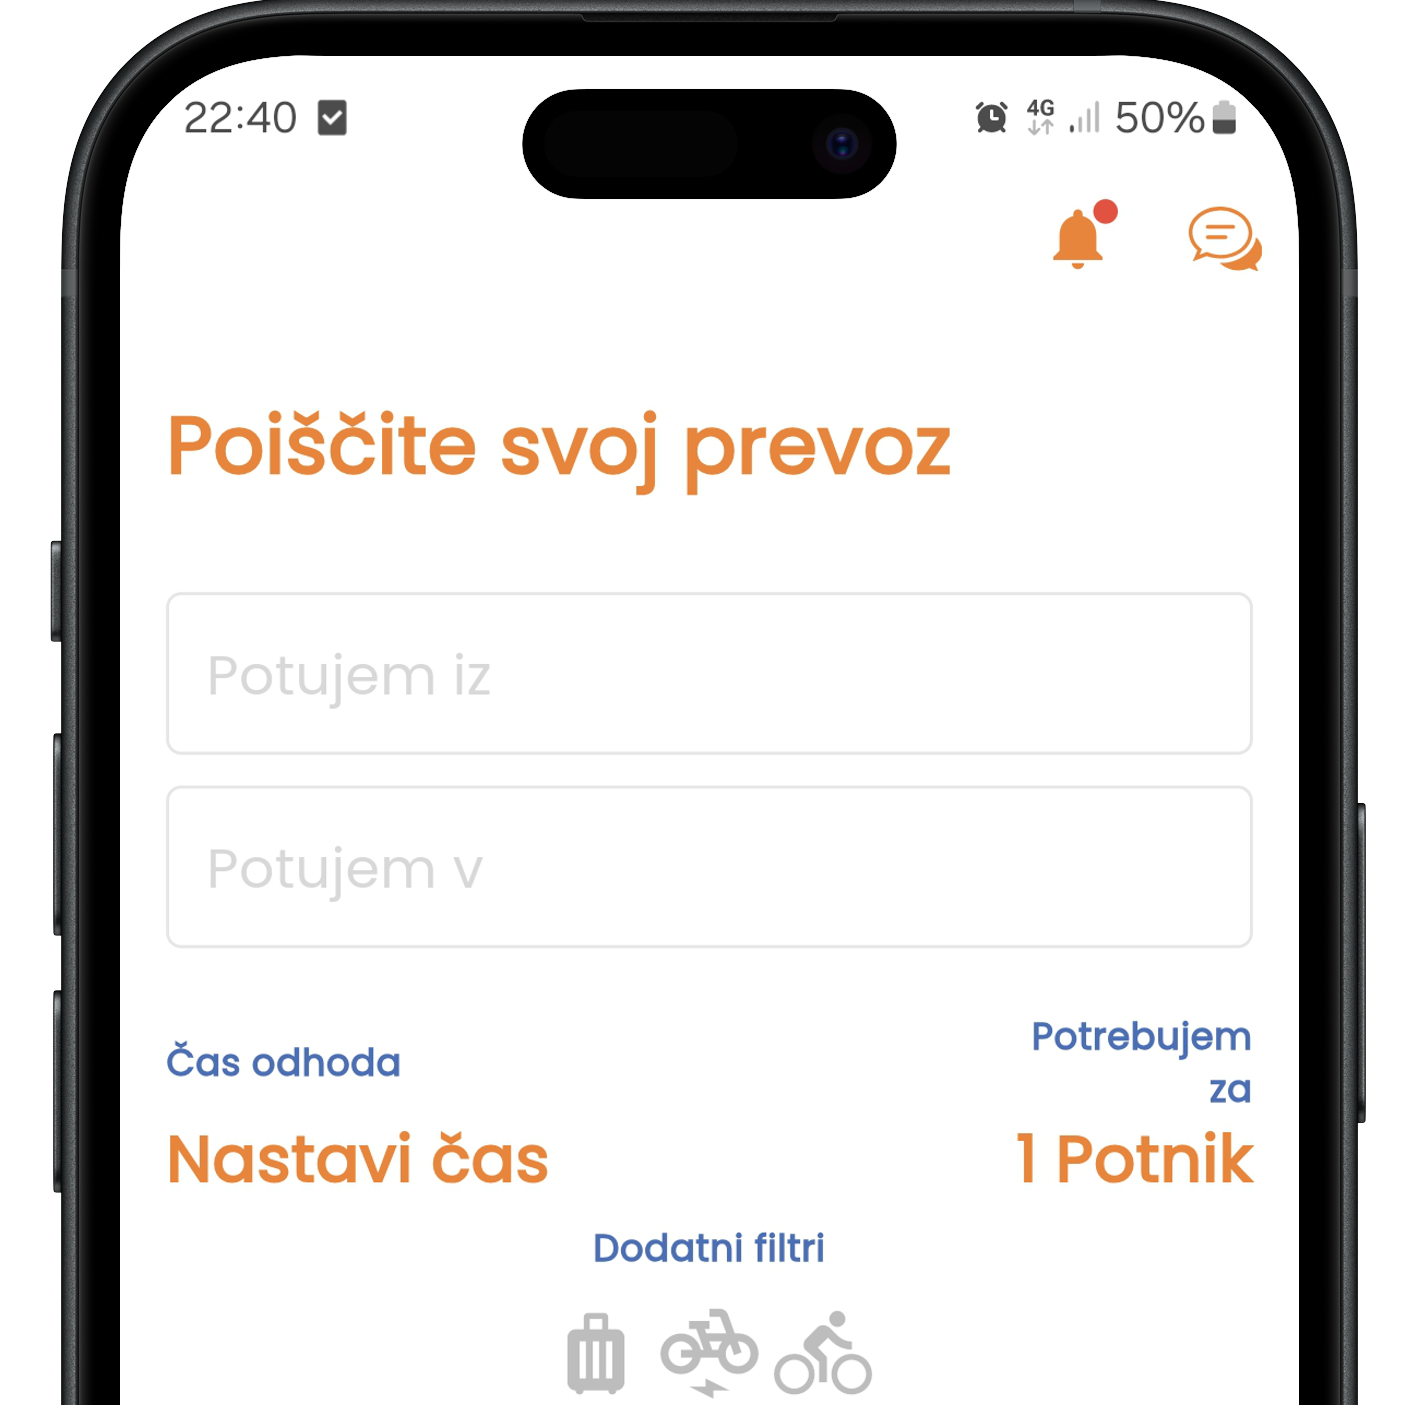 22:40
4G
50%
Poiščite svoj prevoz
Potujem iz
Potujem v
Čas odhoda
Potrebujem
za
Nastavi čas
1 Potnik
Dodatni filtri